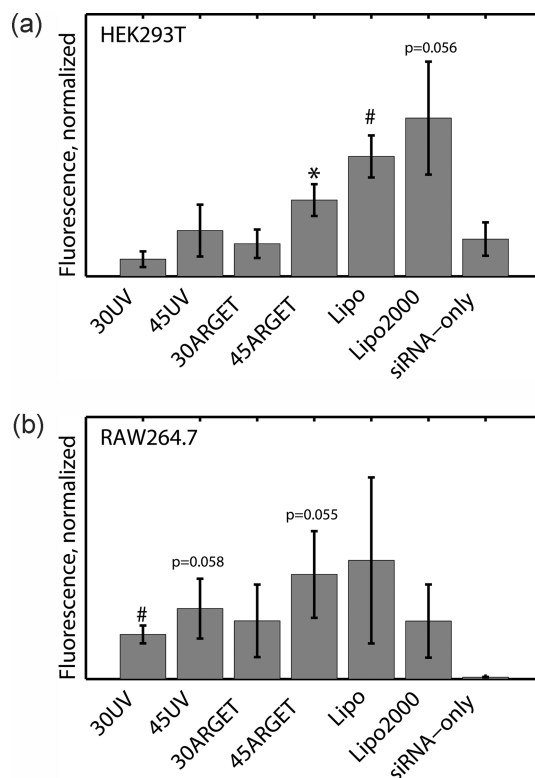 (a)
HEK293T
Fluorescence, normalized
*
#
p=0.056
30UV
45UV
30ARGET
45ARGET
Lipo
Lipo2000
siRNA−only
(b)
RAW264.7
Fluorescence, normalized
#
p=0.058
p=0.055
30UV
45UV
30ARGET
45ARGET
Lipo
Lipo2000
siRNA−only